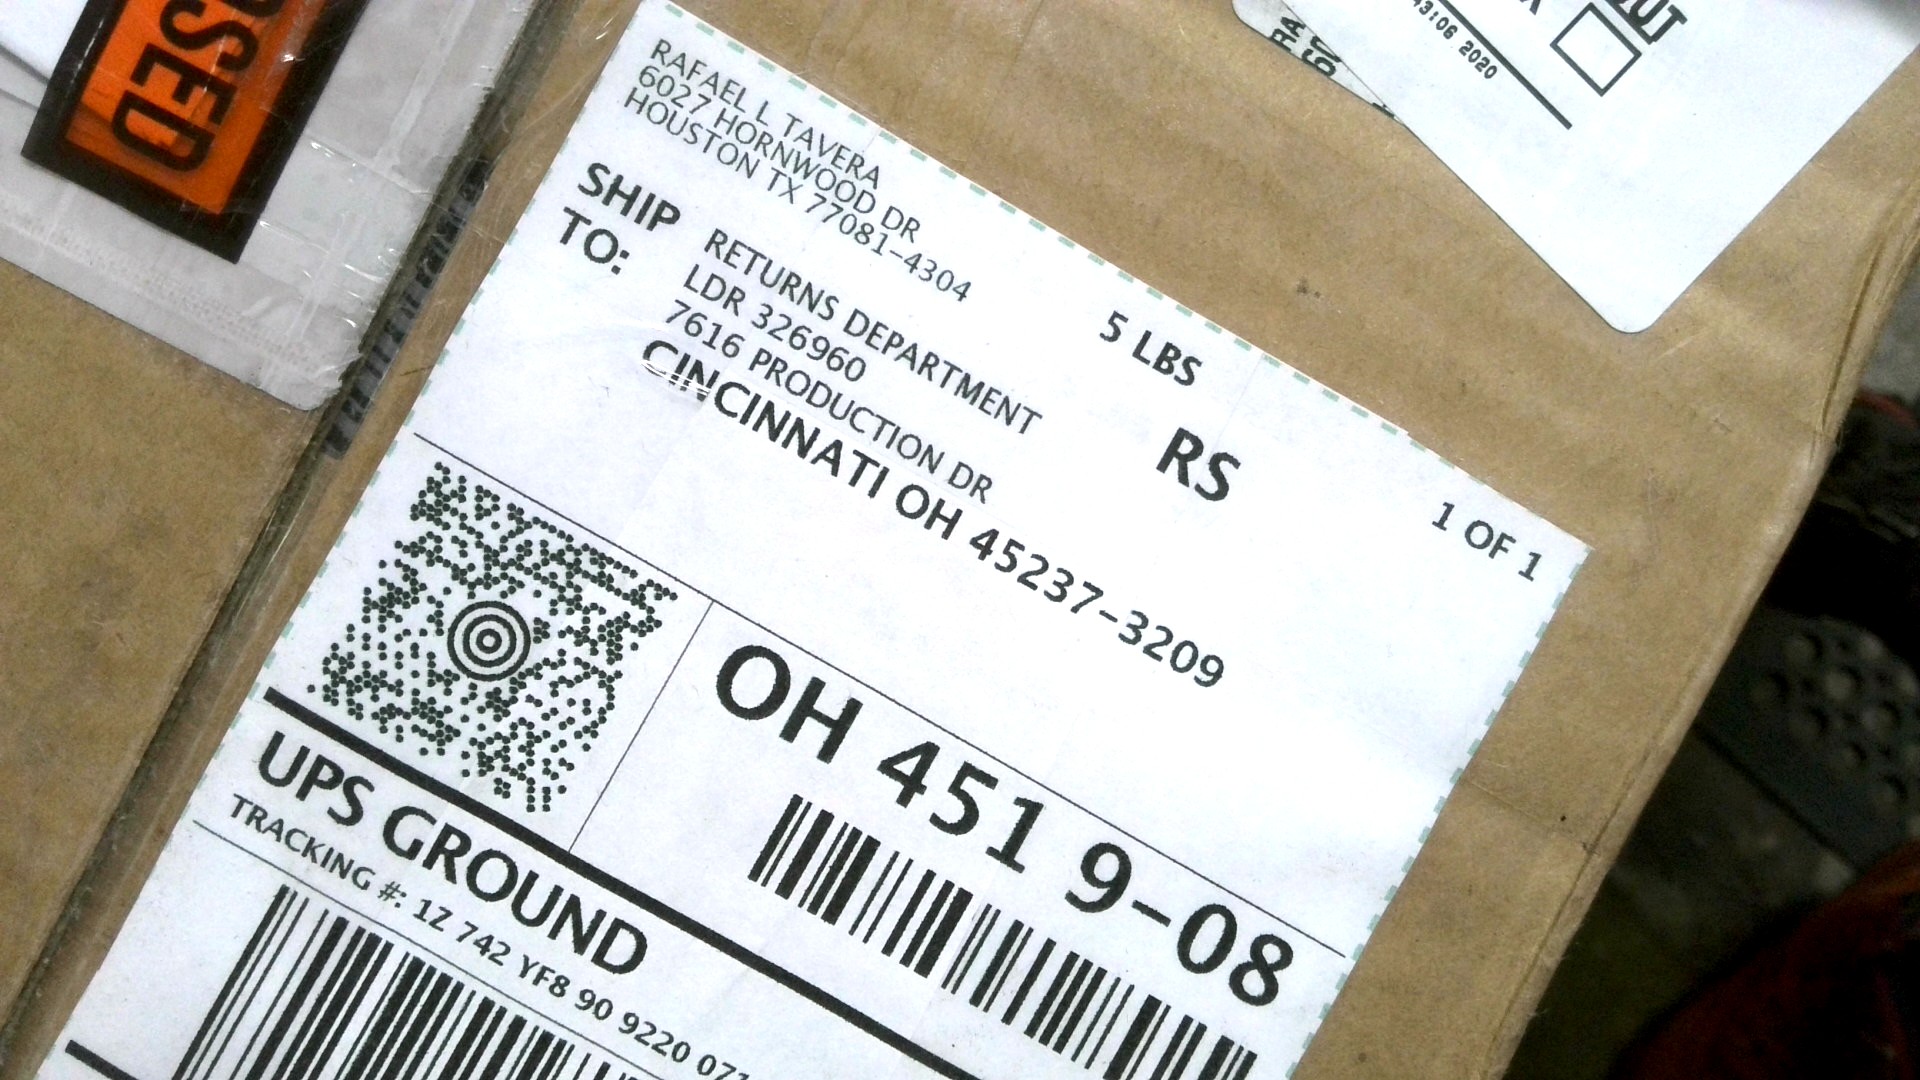 RAFAEL L TAVERA
6027 HORNWOOD DR
HOUSTON TX 77081-4304
SHIP
TO:
RETURNS DEPARTMENT
LDR 326960
7616 PRODUCTION DR
CINCINNATI OH 45237-3209
5 LBS
RS
1 OF 1
OH 451 9-08
UPS GROUND
TRACKING #: 1Z 742 YF8 90 9220 071
43106 2020